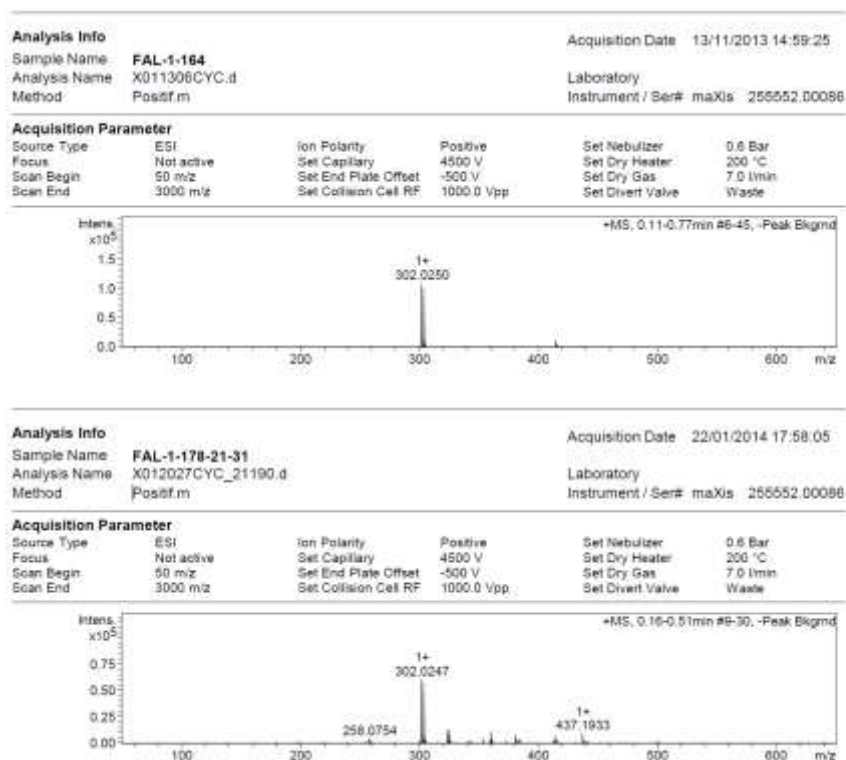 Analysis Info Acquisition Date 13/11/2013 14:59:25
Sample Name FAL-1-164
Analysis Name X011306CYC.d Laboratory
Method Positif.m Instrument / Ser# maXis 255552.00086
Acquisition Parameter
Source Type ESI Ion Polarity Positive Set Nebulizer 0.6 Bar
Focus Not active Set Capillary 4500 V Set Dry Heater 200 °C
Scan Begin 50 m/z Set End Plate Offset -500 V Set Dry Gas 7.0 l/min
Scan End 3000 m/z Set Collision Cell RF 1000.0 Vpp Set Divert Valve Waste
Intens. +MS, 0.11-0.77min #6-45, -Peak Bkgrnd
x10⁵
1.5 1+
302.0250
1.0
0.5
0.0
100 200 300 400 500 600 m/z
Analysis Info Acquisition Date 22/01/2014 17:58:05
Sample Name FAL-1-178-21-31
Analysis Name X012027CYC_21190.d Laboratory
Method Positif.m Instrument / Ser# maXis 255552.00086
Acquisition Parameter
Source Type ESI Ion Polarity Positive Set Nebulizer 0.6 Bar
Focus Not active Set Capillary 4500 V Set Dry Heater 200 °C
Scan Begin 50 m/z Set End Plate Offset -500 V Set Dry Gas 7.0 l/min
Scan End 3000 m/z Set Collision Cell RF 1000.0 Vpp Set Divert Valve Waste
Intens. +MS, 0.16-0.51min #9-30, -Peak Bkgrnd
x10⁵
0.75 1+
302.0247
0.50
0.25 1+
258.0754 437.1933
0.00
100 200 300 400 500 600 m/z